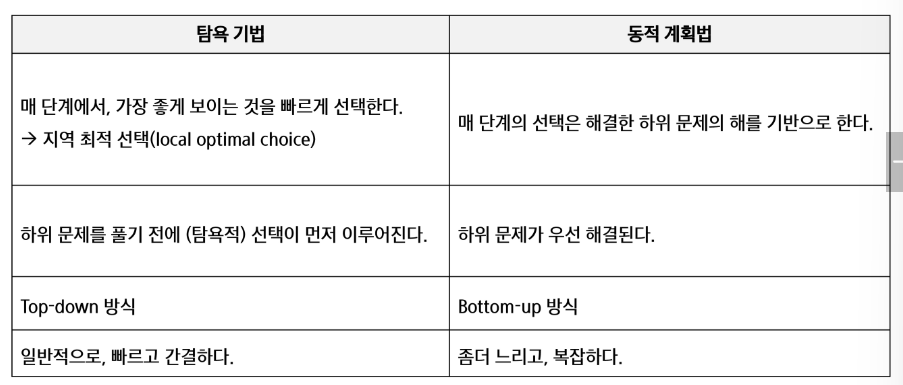 탐욕 기법
동적 계획법
매 단계에서, 가장 좋게 보이는 것을 빠르게 선택한다.
→ 지역 최적 선택(local optimal choice)
매 단계의 선택은 해결한 하위 문제의 해를 기반으로 한다.
하위 문제를 풀기 전에 (탐욕적) 선택이 먼저 이루어진다.
하위 문제가 우선 해결된다.
Top-down 방식
Bottom-up 방식
일반적으로, 빠르고 간결하다.
좀더 느리고, 복잡하다.